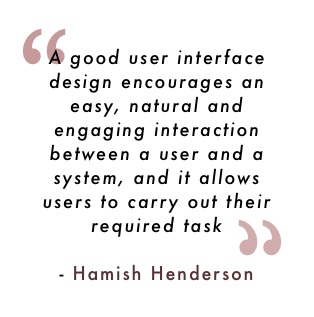 “ A good user interface
design encourages an
easy, natural and
engaging interaction
between a user and a
system, and it allows
users to carry out their
required task ”
- Hamish Henderson